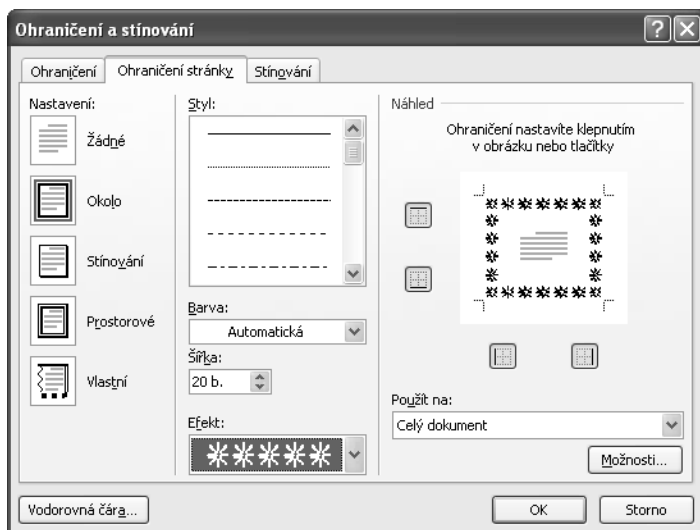 Ohraničení a stínování
Ohraničení
Ohraničení stránky
Stínování
Nastavení:
Žádné
Okolo
Stínování
Prostorové
Vlastní
Styl:
Barva:
Automatická
Šířka:
20 b.
Efekt:
Náhled
Ohraničení nastavíte klepnutím
v obrázku nebo tlačítky
Použít na:
Celý dokument
Možnosti...
Vodorovná čára...
OK
Storno